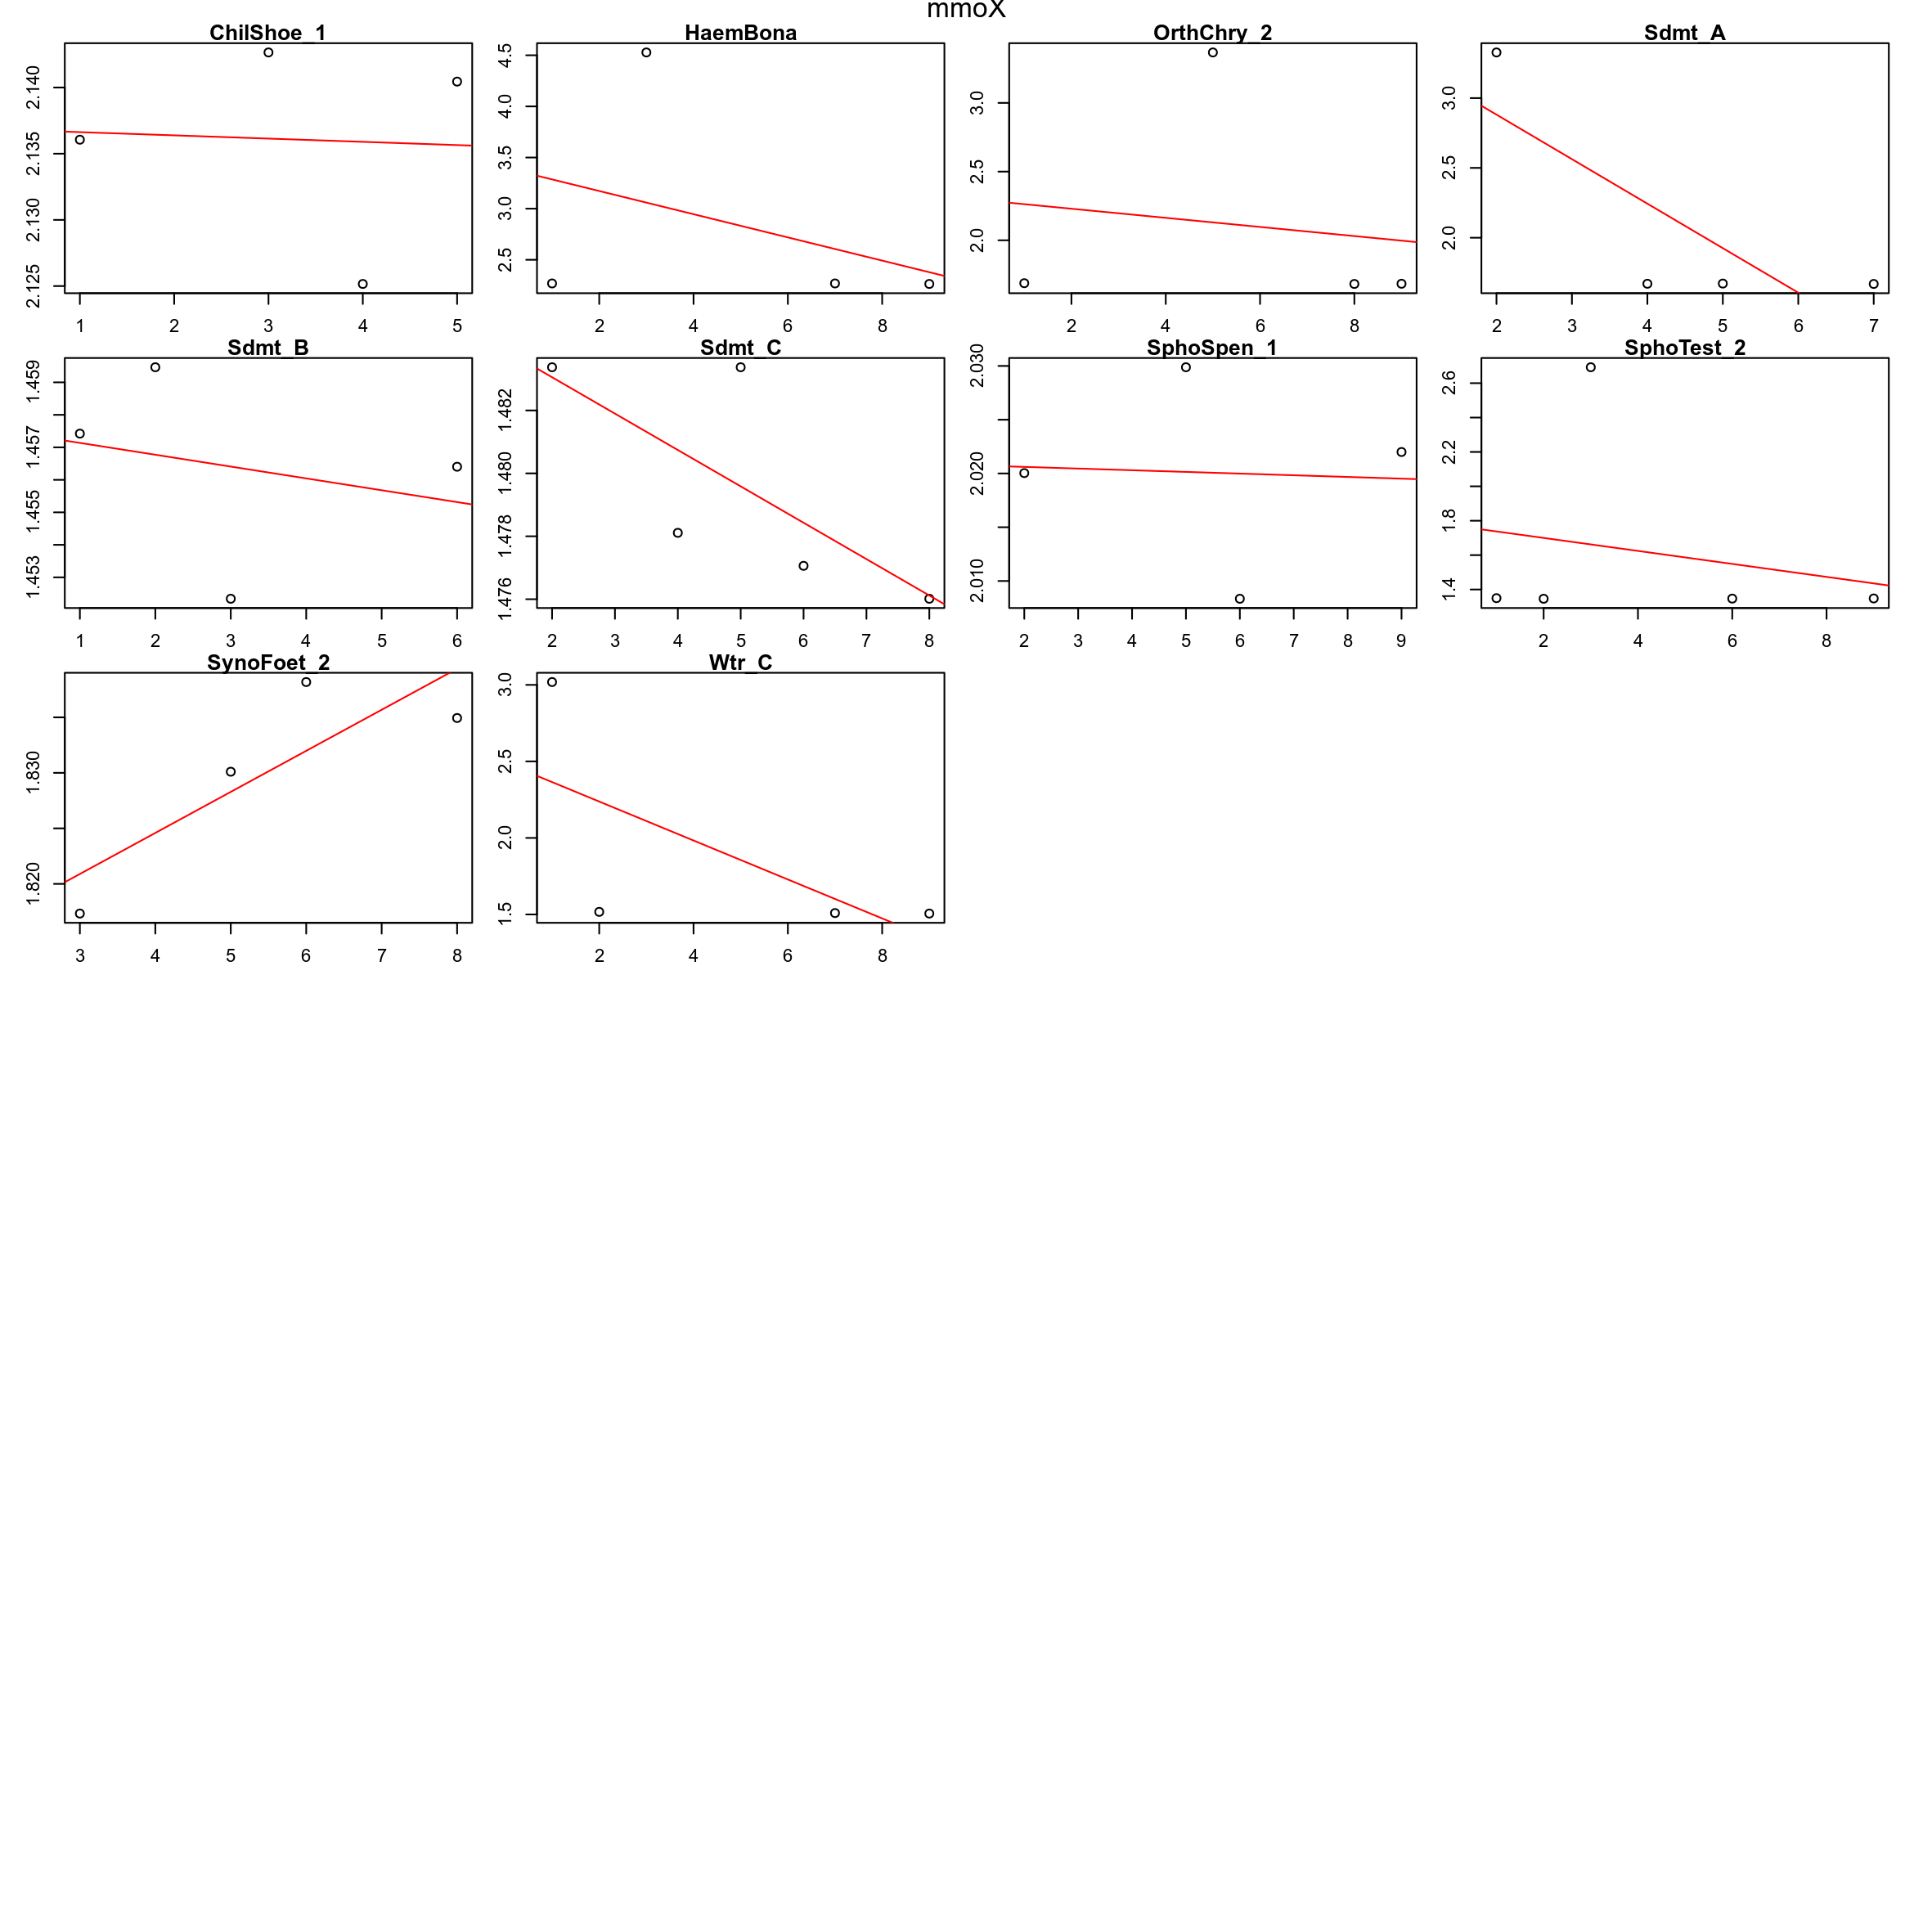 mmoX
ChilShoe_1
2.125 2.130 2.135 2.140
1 2 3 4 5
HaemBona
2.5 3.0 3.5 4.0 4.5
2 4 6 8
OrthChry_2
2.0 2.5 3.0
2 4 6 8
Sdmt_A
2.0 2.5 3.0
2 3 4 5 6 7
Sdmt_B
1.453 1.455 1.457 1.459
1 2 3 4 5 6
Sdmt_C
1.476 1.478 1.480 1.482
2 3 4 5 6 7 8
SphoSpen_1
2.010 2.020 2.030
2 3 4 5 6 7 8 9
SphoTest_2
1.4 1.8 2.2 2.6
2 4 6 8
SynoFoet_2
1.820 1.830
3 4 5 6 7 8
Wtr_C
1.5 2.0 2.5 3.0
2 4 6 8